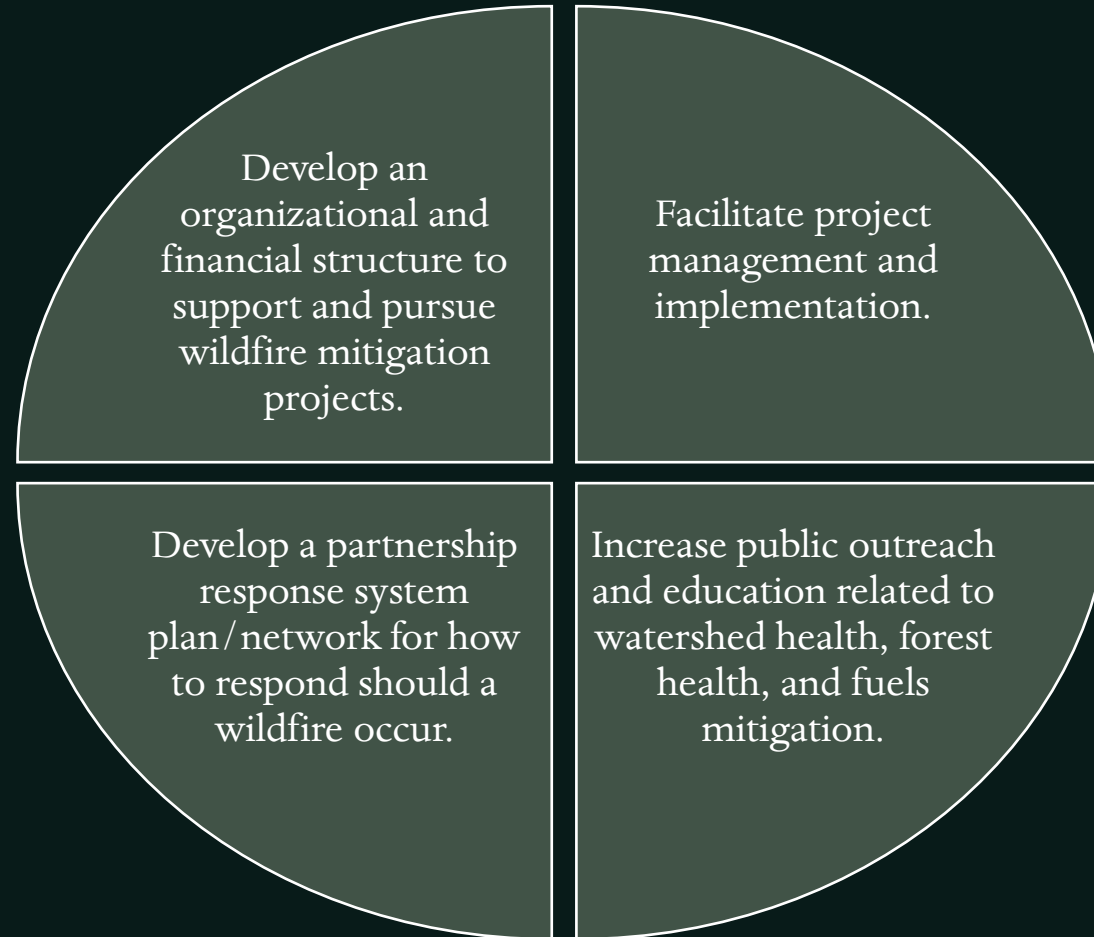 Develop an
organizational and
financial structure to
support and pursue
wildfire mitigation
projects.
Facilitate project
management and
implementation.
Develop a partnership
response system
plan/network for how
to respond should a
wildfire occur.
Increase public outreach
and education related to
watershed health, forest
health, and fuels
mitigation.